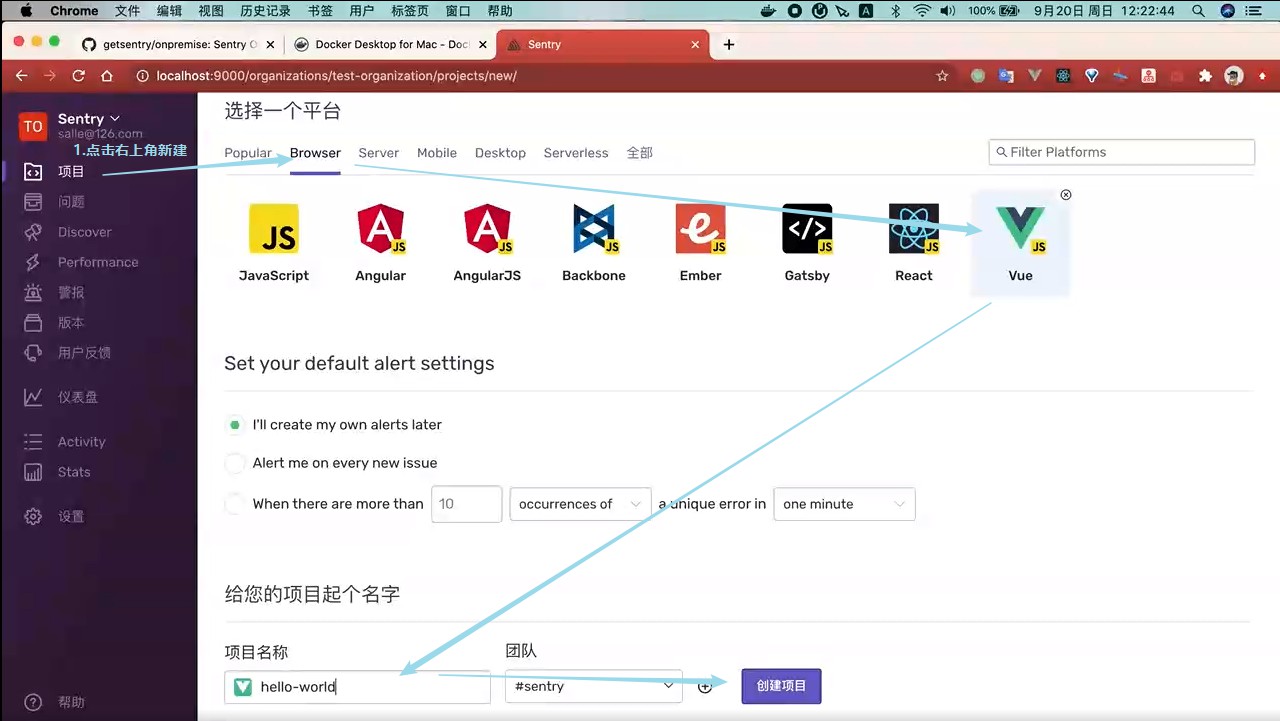 Chrome 文件 编辑 视图 历史记录 书签 用户 标签页 窗口 帮助 100% 9月20日 周日 12:22:44
getsentry/onpremise: Sentry O Docker Desktop for Mac - Doc Sentry
localhost:9000/organizations/test-organization/projects/new/
TO Sentry
salle@126.com
1.点击右上角新建
项目
问题
Discover
Performance
警报
版本
用户反馈
仪表盘
Activity
Stats
设置
帮助
选择一个平台
Popular Browser Server Mobile Desktop Serverless 全部 Filter Platforms
JS JS JS JS JS JS JS JS
JavaScript Angular AngularJS Backbone Ember Gatsby React Vue
Set your default alert settings
I'll create my own alerts later
Alert me on every new issue
When there are more than 10 occurrences of a unique error in one minute
给您的项目起个名字
项目名称 团队
hello-world #sentry 创建项目